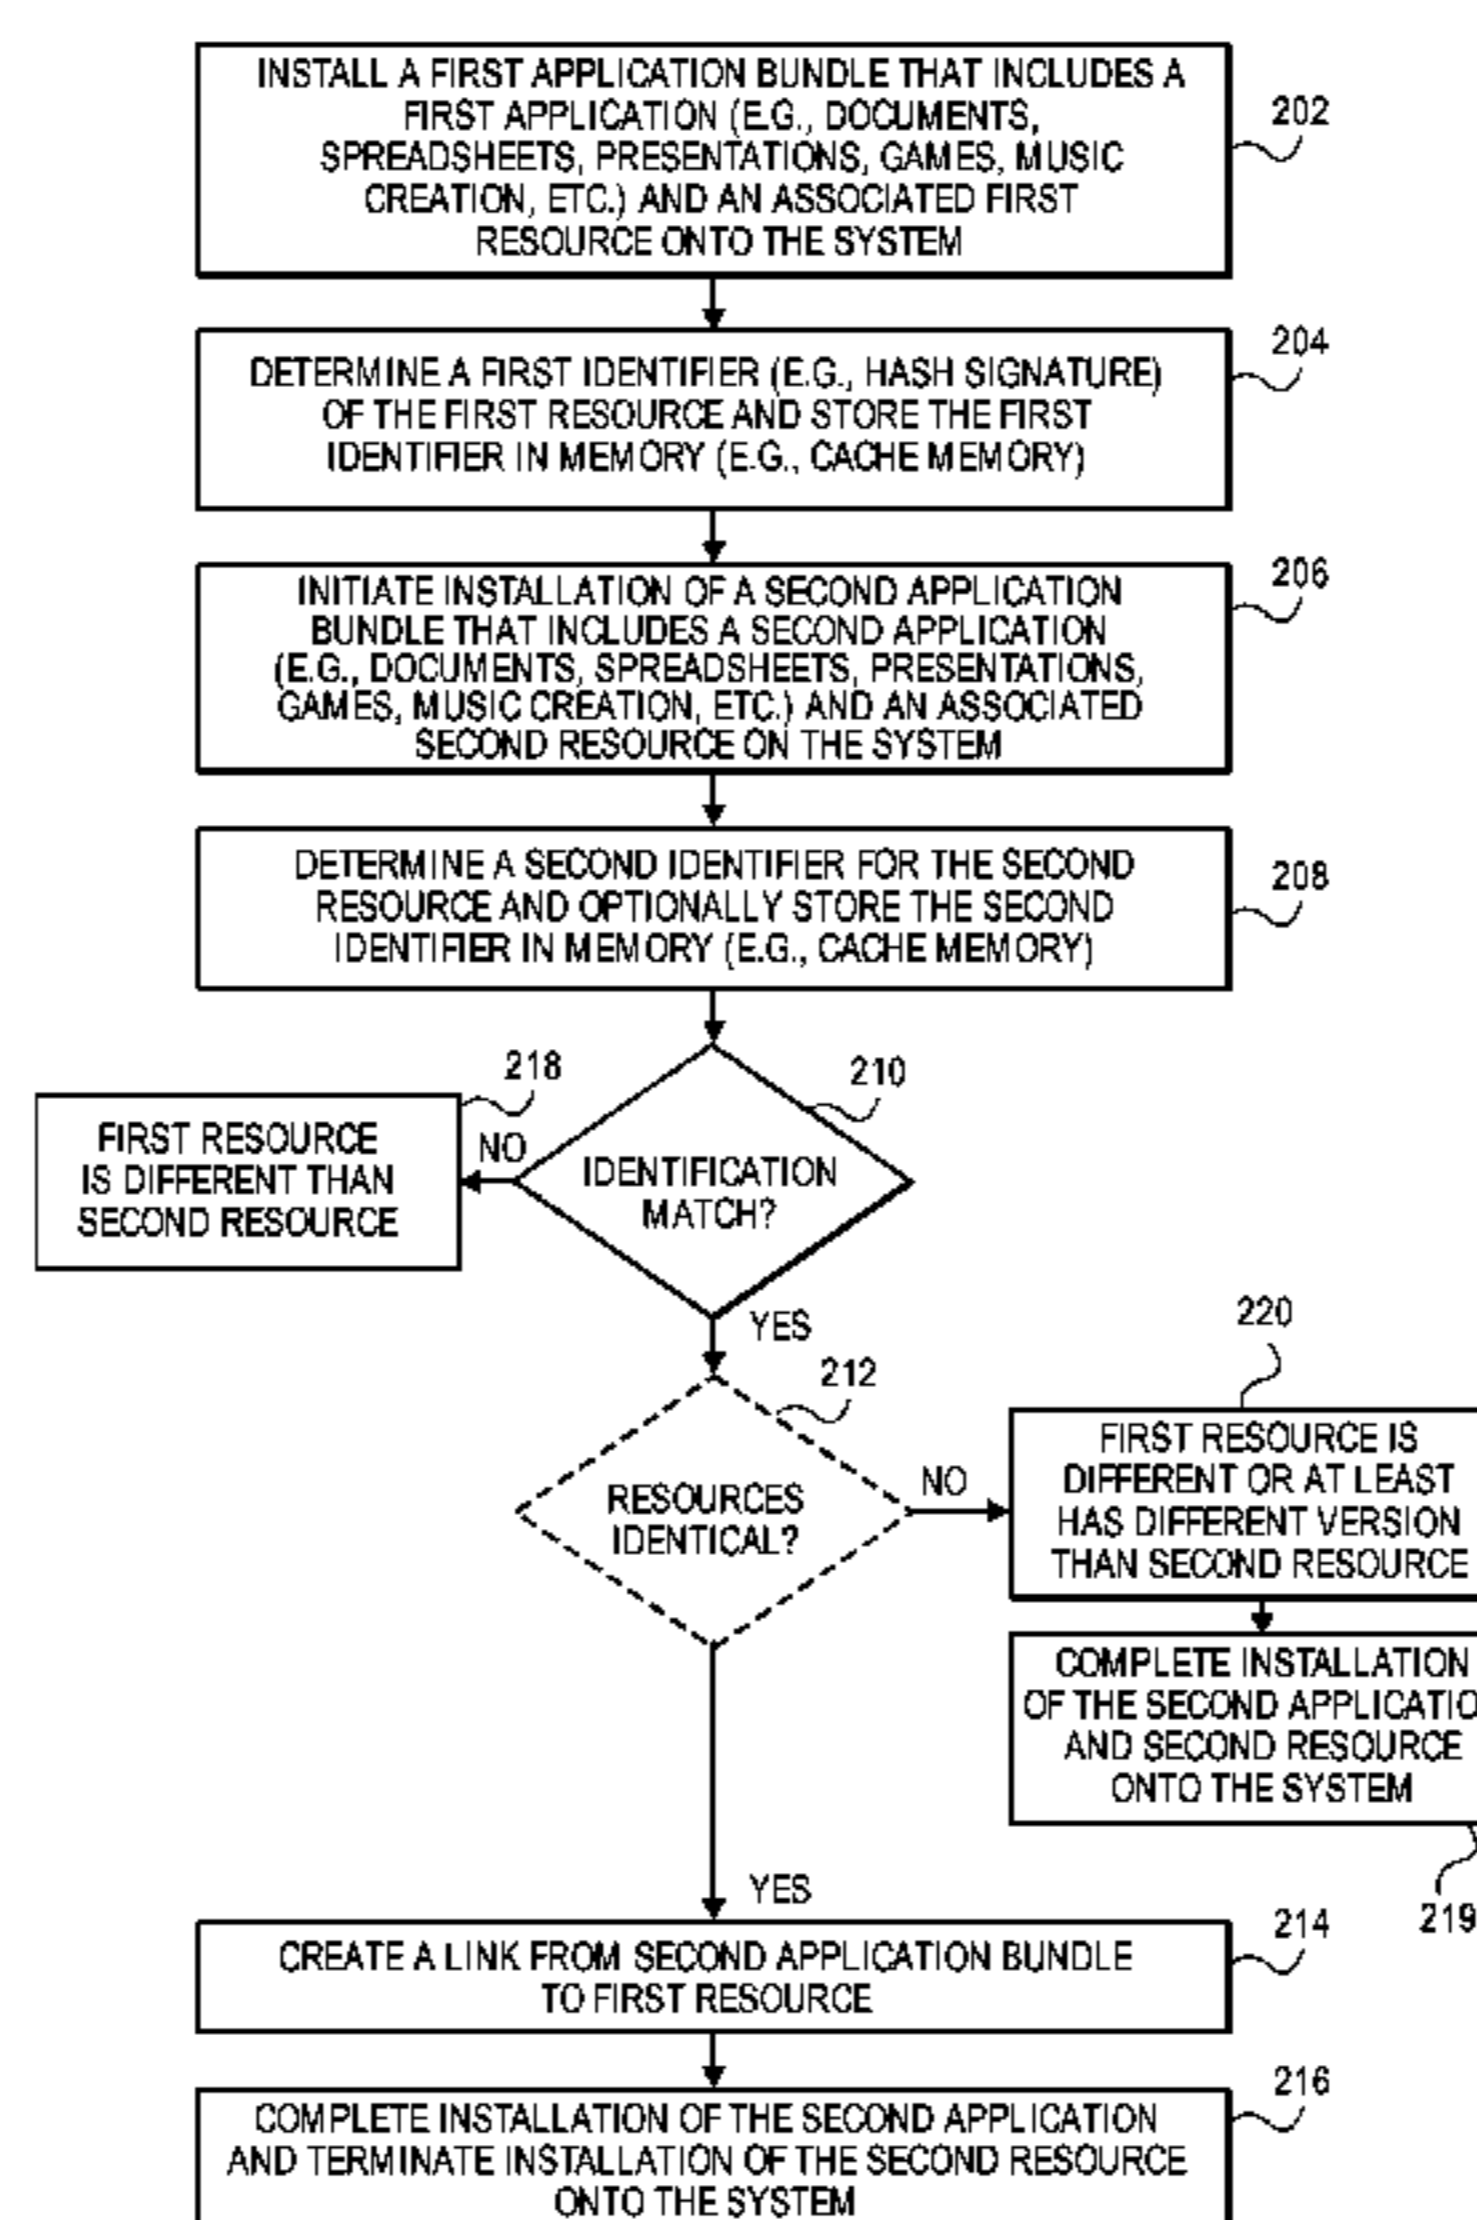 INSTALL A FIRST APPLICATION BUNDLE THAT INCLUDES A
FIRST APPLICATION (E.G., DOCUMENTS,
SPREADSHEETS, PRESENTATIONS, GAMES, MUSIC
CREATION, ETC.) AND AN ASSOCIATED FIRST
RESOURCE ONTO THE SYSTEM
202
DETERMINE A FIRST IDENTIFIER (E.G., HASH SIGNATURE)
OF THE FIRST RESOURCE AND STORE THE FIRST
IDENTIFIER IN MEMORY (E.G., CACHE MEMORY)
204
INITIATE INSTALLATION OF A SECOND APPLICATION
BUNDLE THAT INCLUDES A SECOND APPLICATION
(E.G., DOCUMENTS, SPREADSHEETS, PRESENTATIONS,
GAMES, MUSIC CREATION, ETC.) AND AN ASSOCIATED
SECOND RESOURCE ON THE SYSTEM
206
DETERMINE A SECOND IDENTIFIER FOR THE SECOND
RESOURCE AND OPTIONALLY STORE THE SECOND
IDENTIFIER IN MEMORY (E.G., CACHE MEMORY)
208
IDENTIFICATION
MATCH?
210
NO
218
FIRST RESOURCE
IS DIFFERENT THAN
SECOND RESOURCE
YES
212
RESOURCES
IDENTICAL?
NO
220
FIRST RESOURCE IS
DIFFERENT OR AT LEAST
HAS DIFFERENT VERSION
THAN SECOND RESOURCE
COMPLETE INSTALLATION
OF THE SECOND APPLICATIO
AND SECOND RESOURCE
ONTO THE SYSTEM
219
YES
CREATE A LINK FROM SECOND APPLICATION BUNDLE
TO FIRST RESOURCE
214
COMPLETE INSTALLATION OF THE SECOND APPLICATION
AND TERMINATE INSTALLATION OF THE SECOND RESOURCE
ONTO THE SYSTEM
216